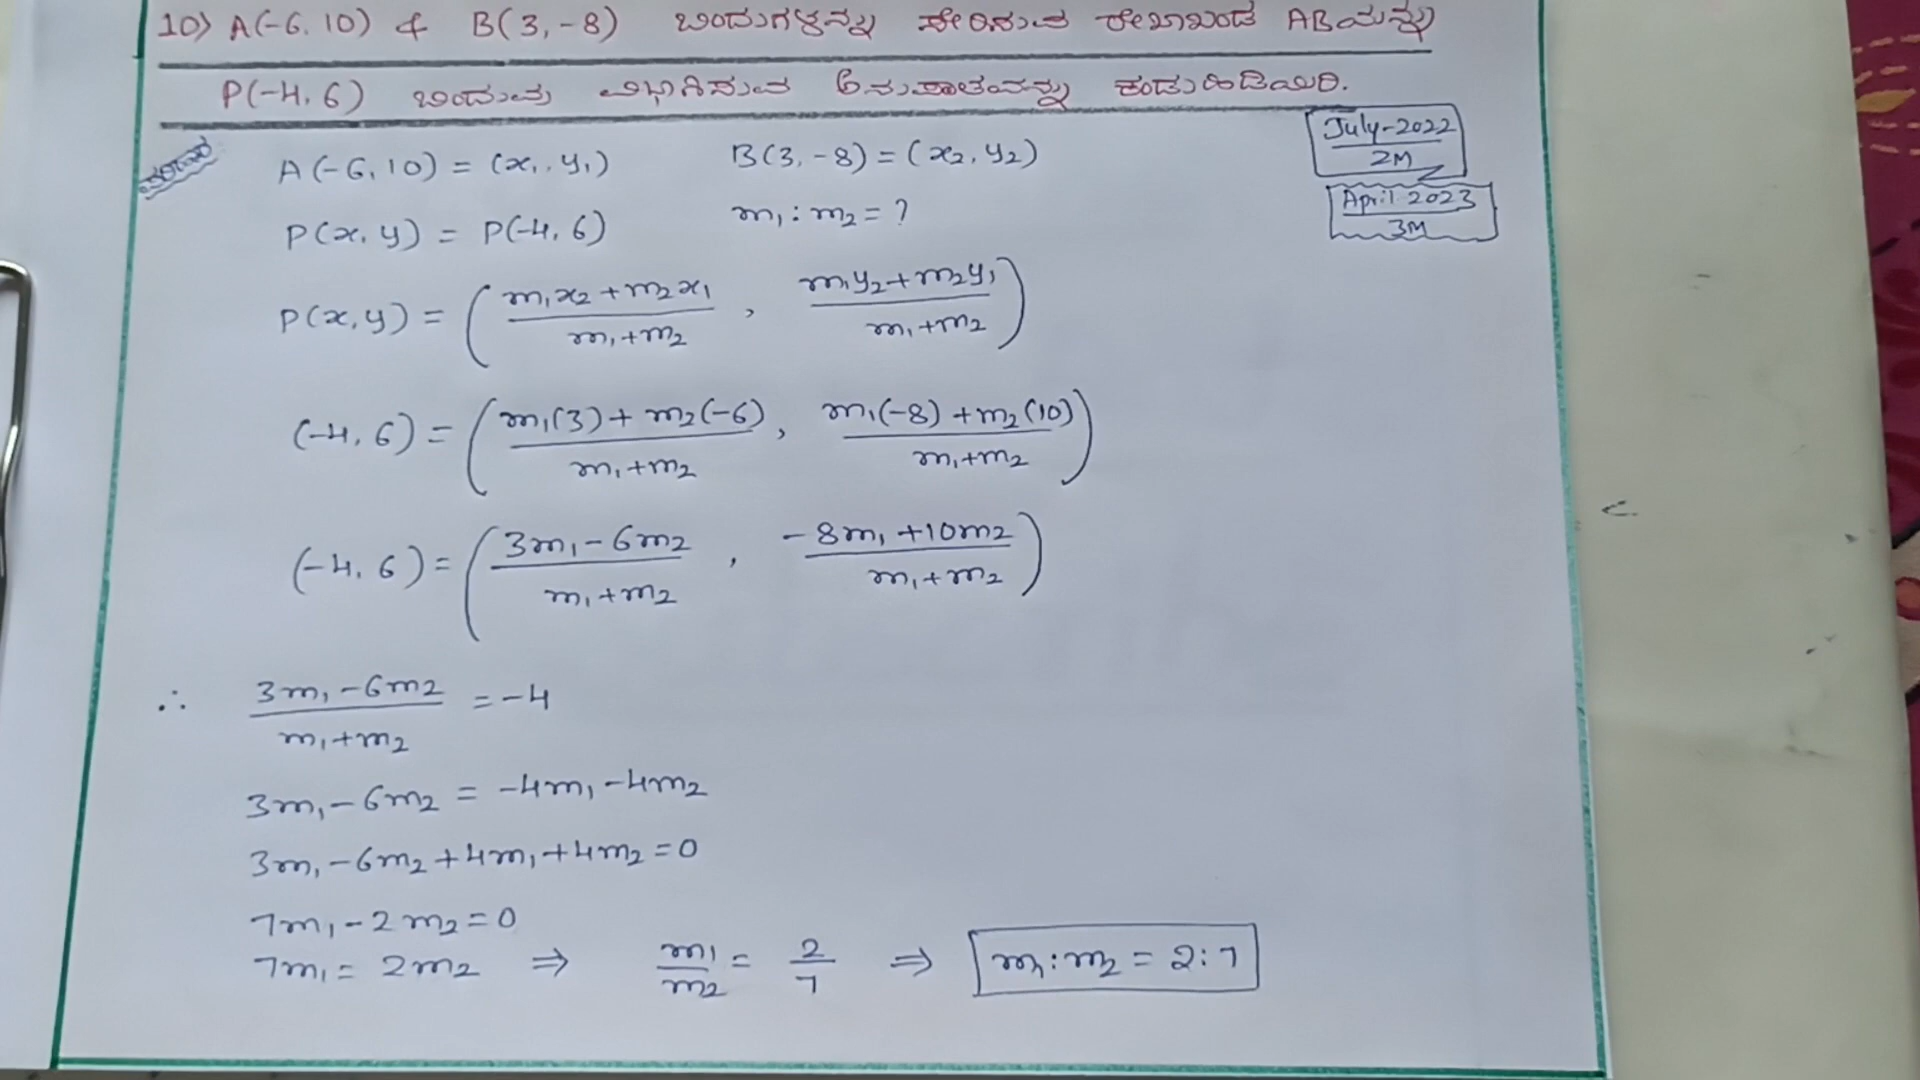 10) A(-6, 10) & B(3, -8) ಬಿಂದುಗಳನ್ನು ಸೇರಿಸುವ ರೇಖಾಖಂಡ ABಯನ್ನು
P(-4, 6) ಬಿಂದುವು ವಿಭಾಗಿಸುವ ಅನುಪಾತವನ್ನು ಕಂಡುಹಿಡಿಯಿರಿ.
July-2022
2M
April 2023
3M
A(-6, 10) = (x₁, y₁) B(3, -8) = (x₂, y₂)
P(x, y) = P(-4, 6) m₁ : m₂ = ?
P(x, y) = ( (m₁x₂ + m₂x₁)/(m₁+m₂) , (m₁y₂ + m₂y₁)/(m₁+m₂) )
(-4, 6) = ( (m₁(3) + m₂(-6))/(m₁+m₂) , (m₁(-8) + m₂(10))/(m₁+m₂) )
(-4, 6) = ( (3m₁ - 6m₂)/(m₁+m₂) , (-8m₁ + 10m₂)/(m₁+m₂) )
∴ (3m₁ - 6m₂)/(m₁+m₂) = -4
3m₁ - 6m₂ = -4m₁ - 4m₂
3m₁ - 6m₂ + 4m₁ + 4m₂ = 0
7m₁ - 2m₂ = 0
7m₁ = 2m₂ ⇒ m₁/m₂ = 2/7 ⇒ m₁ : m₂ = 2 : 7